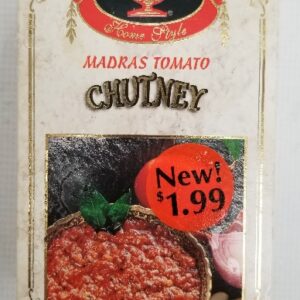 Home Style
MADRAS TOMATO
CHUTNEY
New!
$1.99